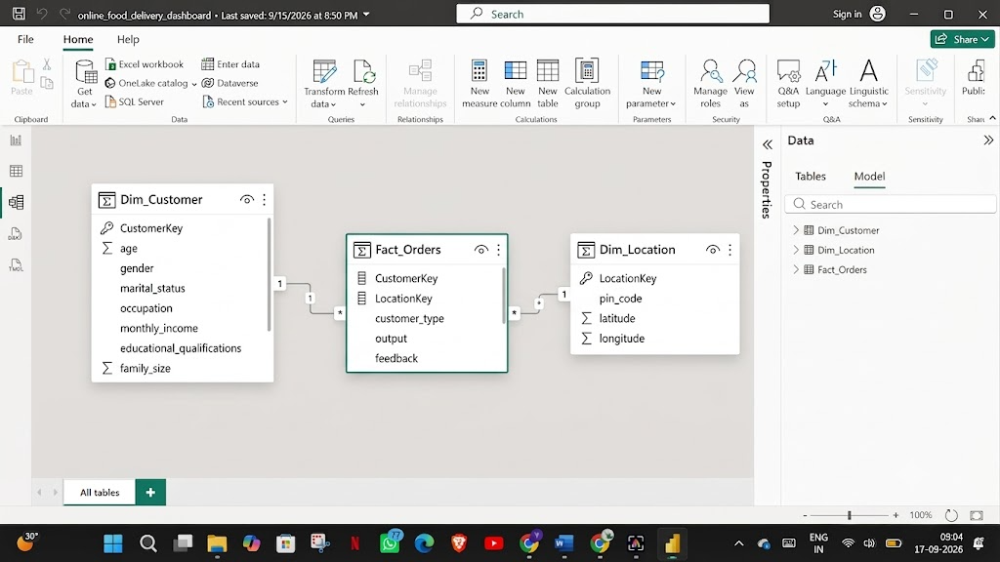 online_food_delivery_dashboard • Last saved: 9/15/2026 at 8:50 PM
Search
Sign in
File
Home
Help
Share
Paste
Get data
Excel workbook
OneLake catalog
SQL Server
Enter data
Dataverse
Recent sources
Transform data
Refresh
Manage relationships
New measure
New column
New table
Calculation group
New parameter
Manage roles
View as
Q&A setup
Language
Linguistic schema
Sensitivity
Publi
Clipboard
Data
Queries
Relationships
Calculations
Parameters
Security
Q&A
Sensitivity
Shar
DAX
TMDL
Dim_Customer
CustomerKey
age
gender
marital_status
occupation
monthly_income
educational_qualifications
family_size
1
1
*
Fact_Orders
CustomerKey
LocationKey
customer_type
output
feedback
*
*
1
Dim_Location
LocationKey
pin_code
latitude
longitude
Properties
Data
Tables
Model
Search
Dim_Customer
Dim_Location
Fact_Orders
All tables
+
- + 100%
30°
77
ENG
IN
09:04
17-09-2026